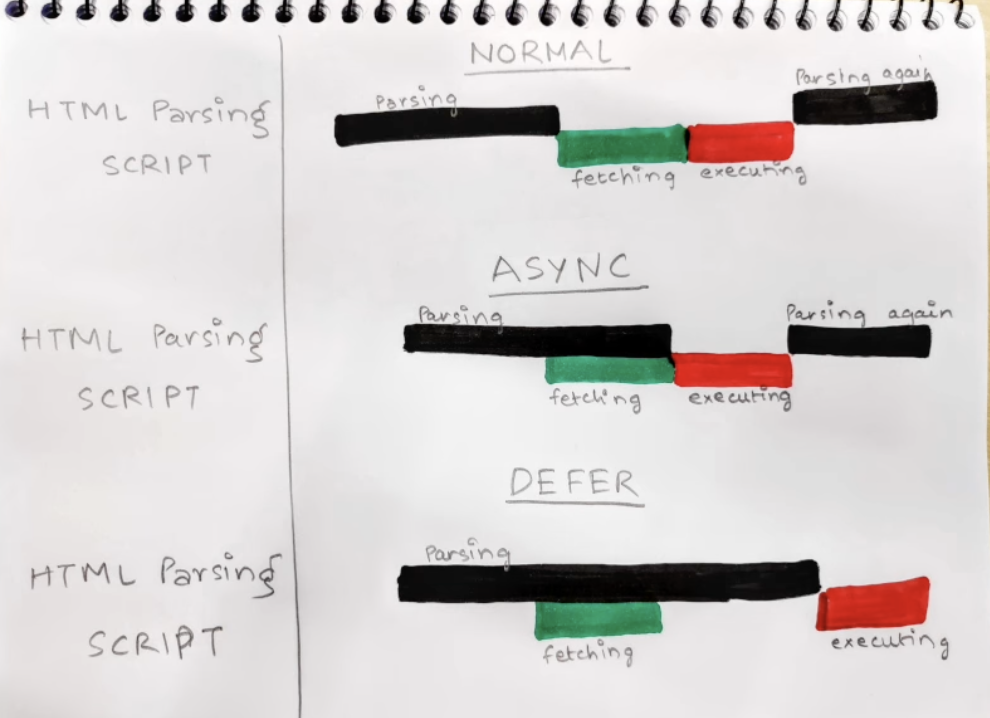 NORMAL
Parsing
Parsing again
HTML Parsing
SCRIPT
fetching
executing
ASYNC
Parsing
Parsing again
HTML Parsing
SCRIPT
fetching
executing
DEFER
Parsing
HTML Parsing
SCRIPT
fetching
executing